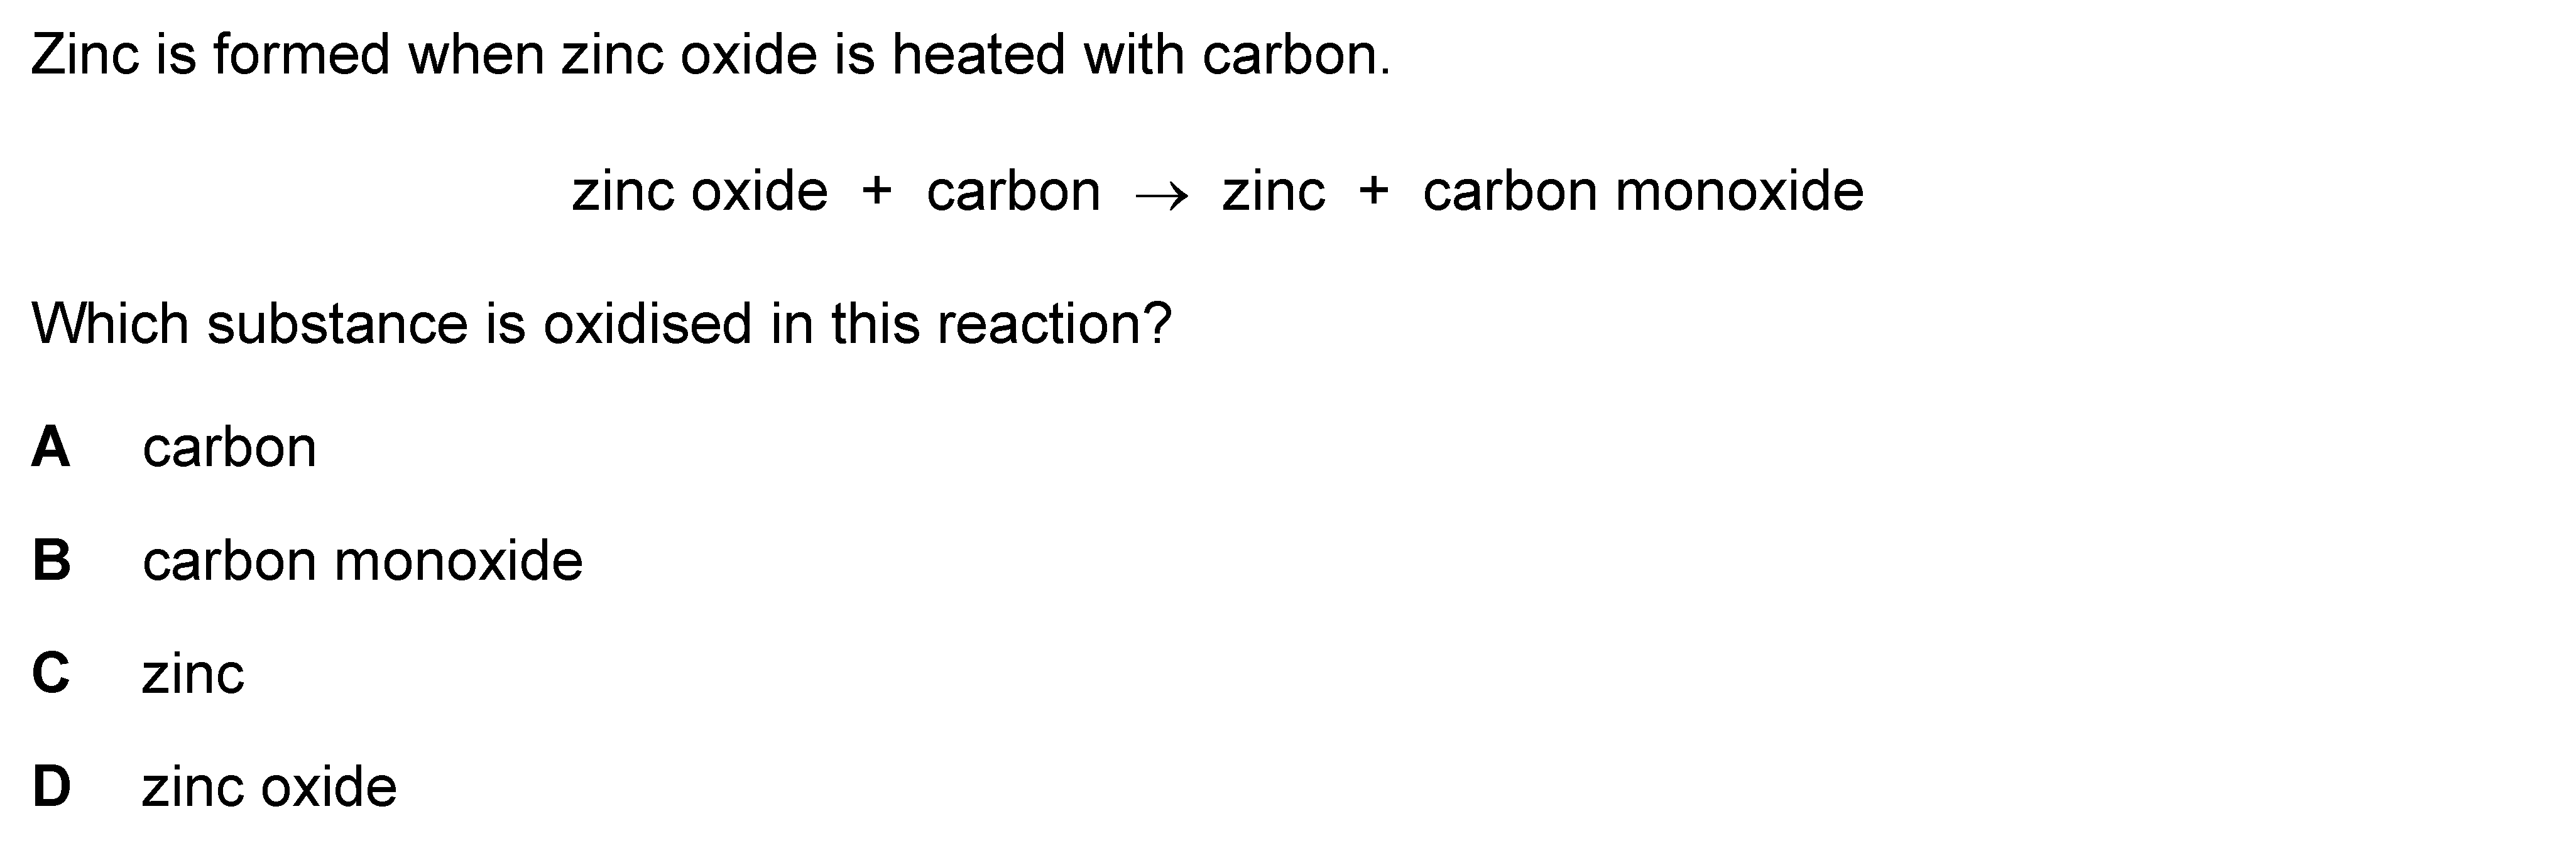 Zinc is formed when zinc oxide is heated with carbon.
zinc oxide + carbon → zinc + carbon monoxide
Which substance is oxidised in this reaction?
A carbon
B carbon monoxide
C zinc
D zinc oxide